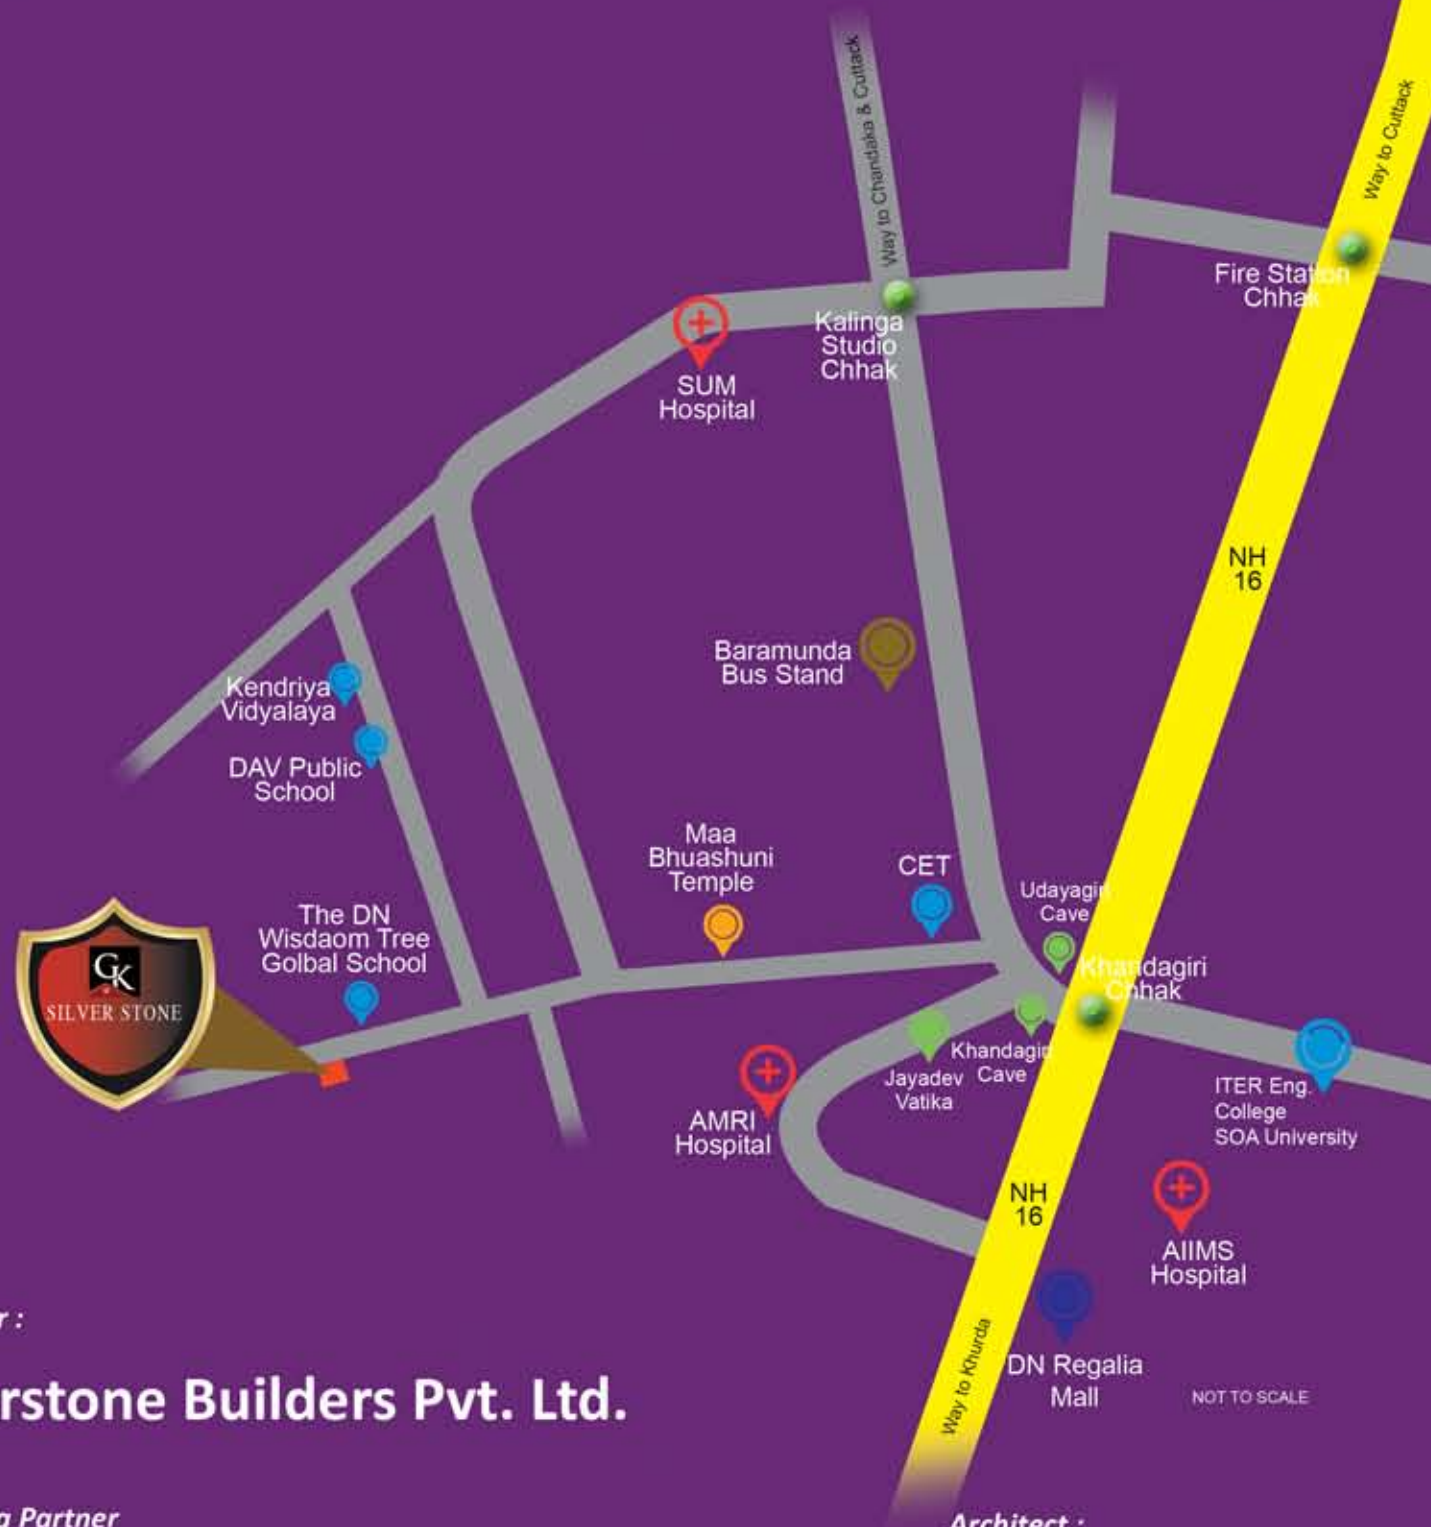 Way to Chandaka & Cuttack
Way to Cuttack
Fire Station
Chhak
Kalinga
Studio
Chhak
SUM
Hospital
NH
16
Baramunda
Bus Stand
Kendriya
Vidyalaya
DAV Public
School
Maa
Bhuashuni
Temple
CET
Udayagiri
Cave
The DN
Wisdaom Tree
Golbal School
GK
SILVER STONE
Khandagiri
Chhak
Khandagiri
Cave
Jayadev
Vatika
ITER Eng.
College
SOA University
AMRI
Hospital
NH
16
AIIMS
Hospital
Way to Khurda
DN Regalia
Mall
NOT TO SCALE
r :
rstone Builders Pvt. Ltd.
Partner
Architect :